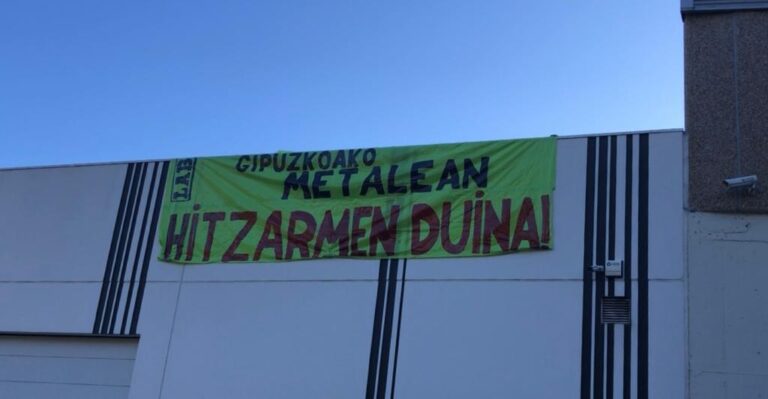 LAB
GIPUZKOAKO
METALEAN
HITZARMEN DUINA!